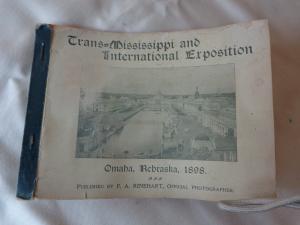 Trans=Mississippi and
International Exposition
Omaha, Nebraska, 1898.
Published by F. A. Rinehart, Official Photographer.